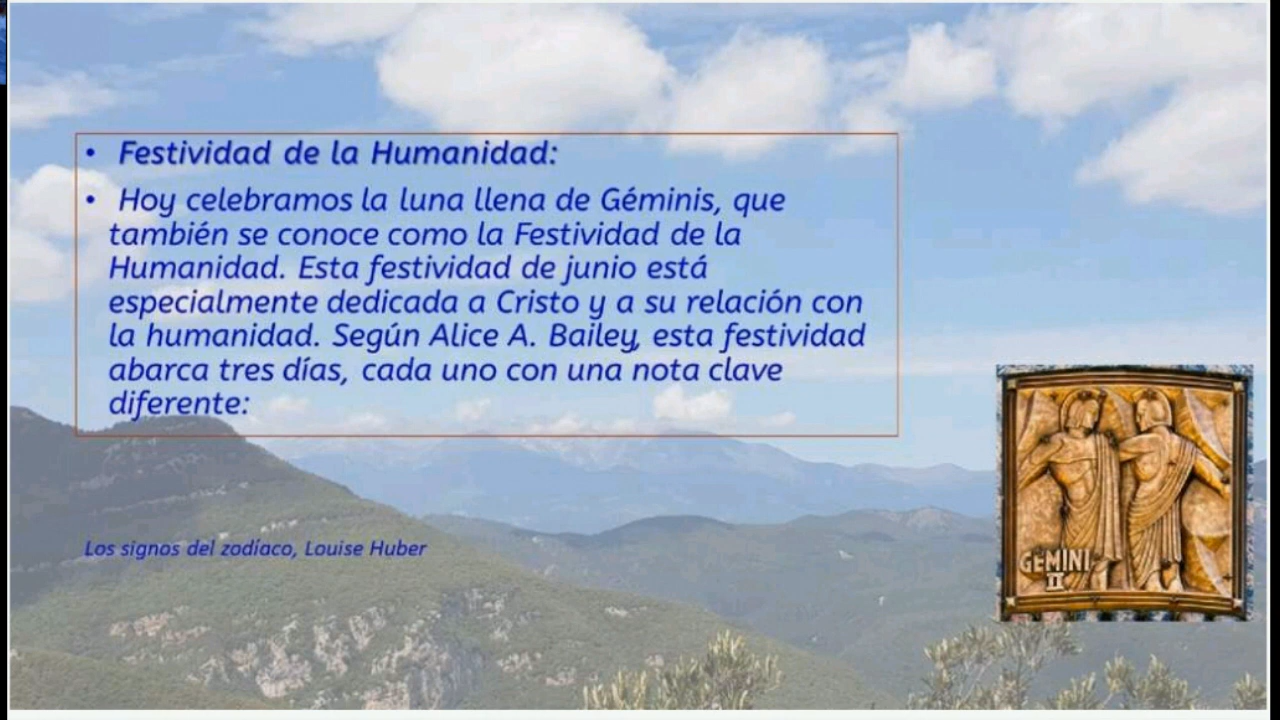 • Festividad de la Humanidad:
• Hoy celebramos la luna llena de Géminis, que
también se conoce como la Festividad de la
Humanidad. Esta festividad de junio está
especialmente dedicada a Cristo y a su relación con
la humanidad. Según Alice A. Bailey, esta festividad
abarca tres días, cada uno con una nota clave
diferente:
Los signos del zodíaco, Louise Huber
GEMINI
II